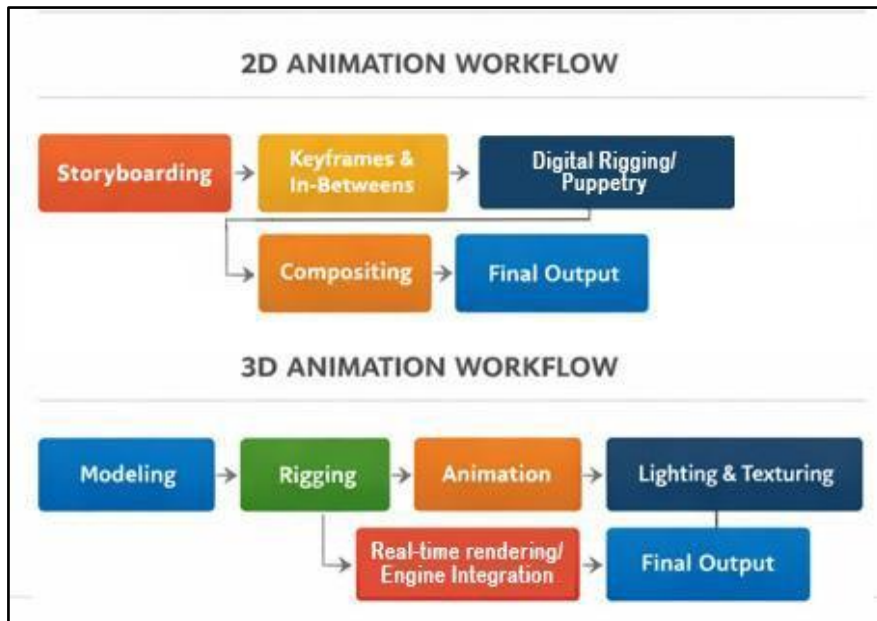 2D ANIMATION WORKFLOW
Storyboarding
Keyframes &
In-Betweens
Digital Rigging/
Puppetry
Compositing
Final Output
3D ANIMATION WORKFLOW
Modeling
Rigging
Animation
Lighting & Texturing
Real-time rendering/
Engine Integration
Final Output